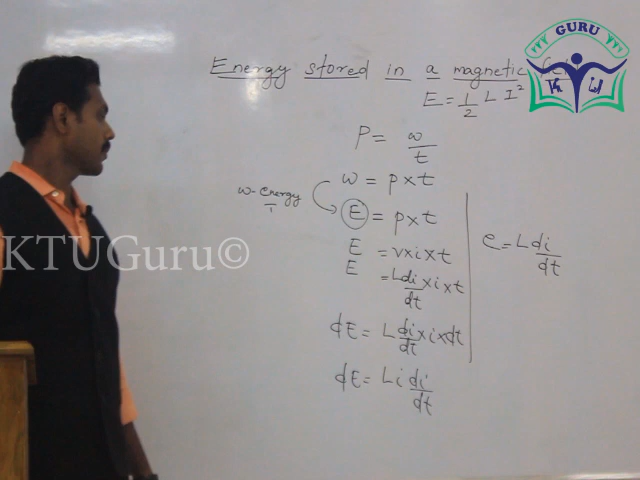 Energy stored in a magnetic
E = 1/2 L I²
P = w/t
w = p x t
w - Energy
E = p x t
E = v x i x t
E = L di/dt x i x t
dE = L di/dt x i x dt
dE = L i di/dt
e = L di/dt
GURU
K U
KTUGuru©